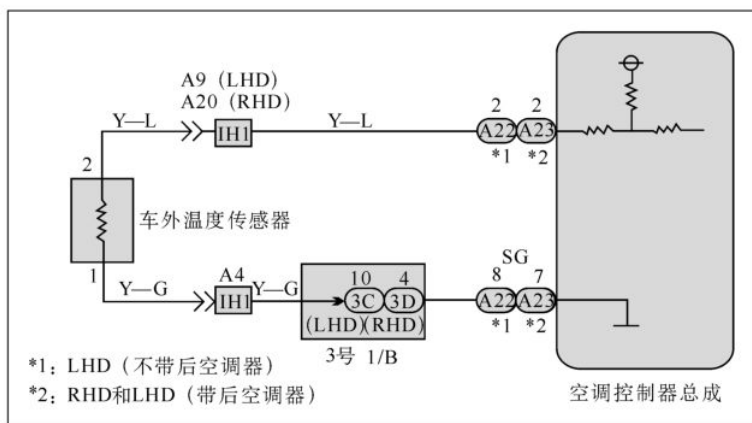 A9（LHD）
A20（RHD）
Y—L
IH1
Y—L
2 2
A22 A23
*1 *2
2
车外温度传感器
1
Y—G
A4
IH1
Y—G
10 4
3C 3D
(LHD)(RHD)
3号 1/B
SG
8 7
A22 A23
*1 *2
*1：LHD（不带后空调器）
*2：RHD和LHD（带后空调器）
空调控制器总成